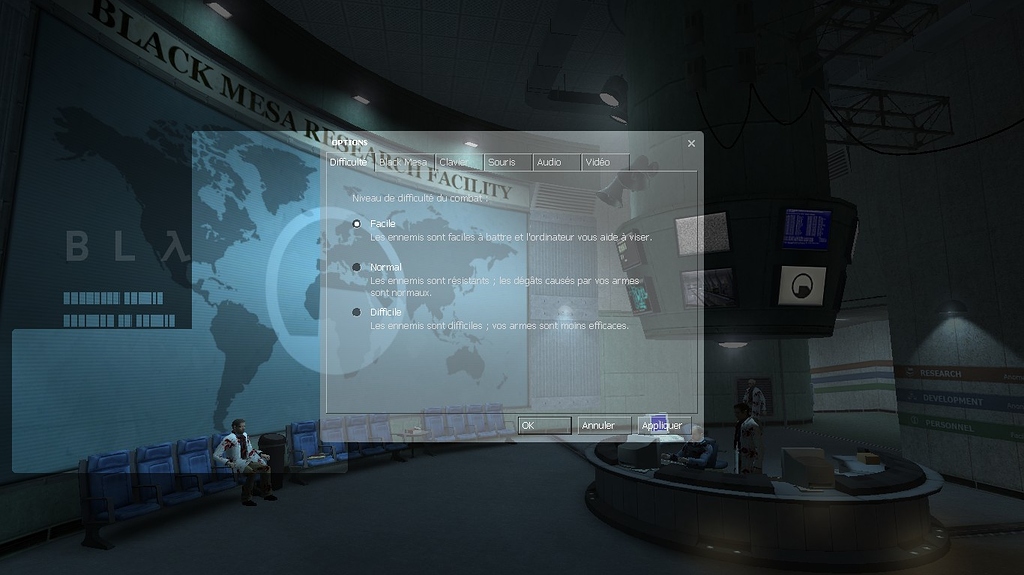 BLACK MESA RESEARCH FACILITY
OPTIONS
Difficulté Black Mesa Clavier Souris Audio Vidéo
Niveau de difficulté du combat :
Facile
Les ennemis sont faciles à battre et l'ordinateur vous aide à viser.
Normal
Les ennemis sont résistants ; les dégâts causés par vos armes
sont normaux.
Difficile
Les ennemis sont difficiles ; vos armes sont moins efficaces.
OK Annuler Appliquer
B L λ
RESEARCH
DEVELOPMENT
PERSONNEL